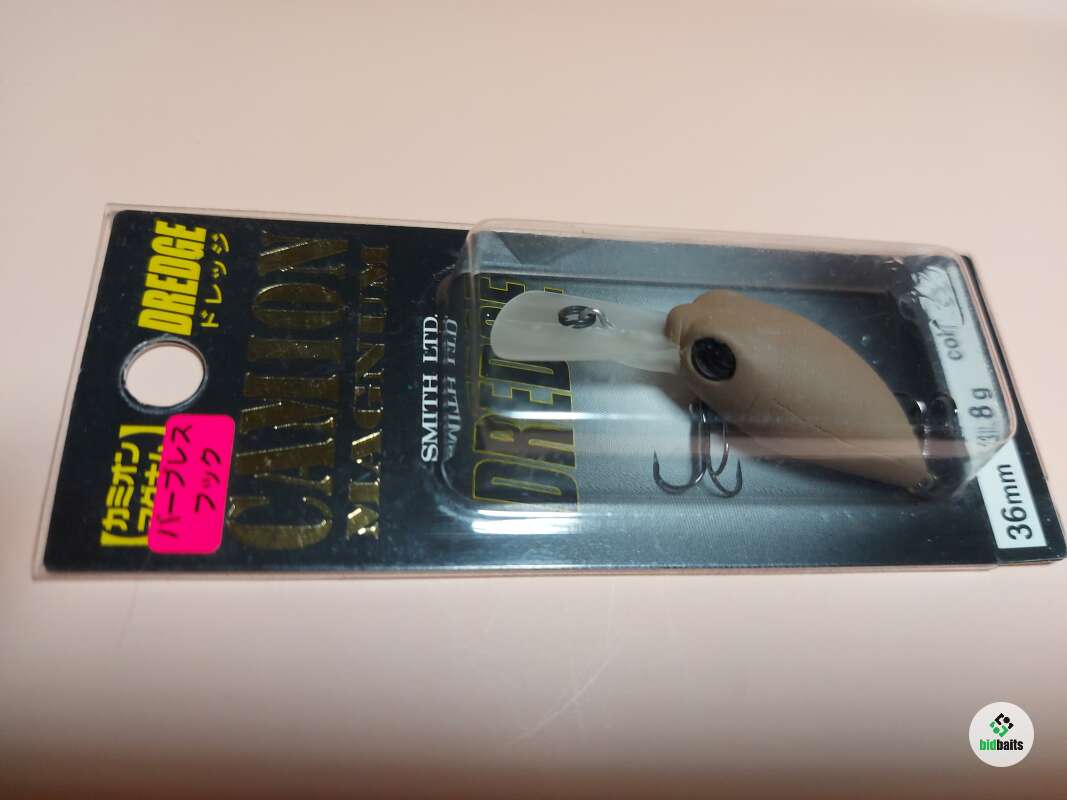 DREDGE
ドレッジ
CAMION
MAGNUM
【カミオン
マグナム】
バーブレス
フック
SMITH LTD.
DREDGE
8g
36mm
bidbaits